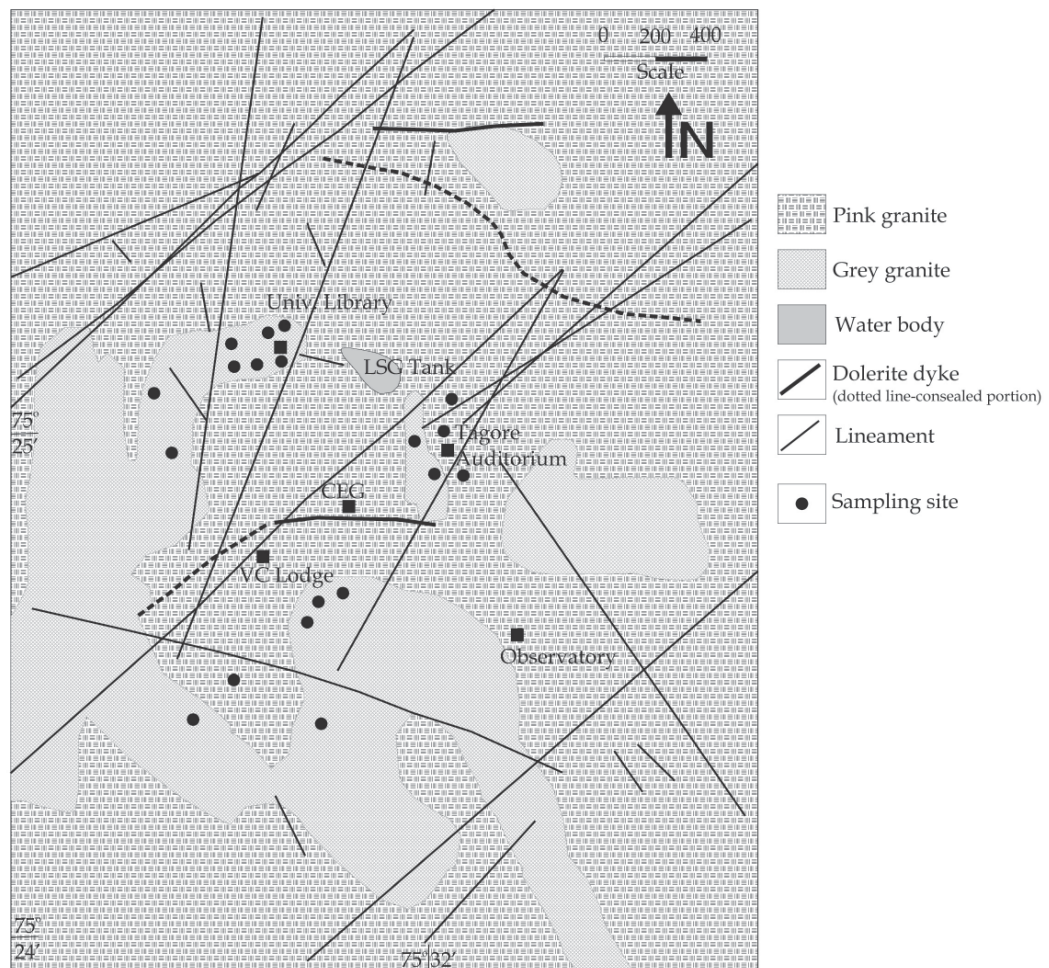 0 200 400
Scale
N
Univ. Library
LSG Tank
75°
25'
Tagore
Auditorium
CEG
VC Lodge
Observatory
75°
24'
75°32'
Pink granite
Grey granite
Water body
Dolerite dyke
(dotted line-consealed portion)
Lineament
Sampling site